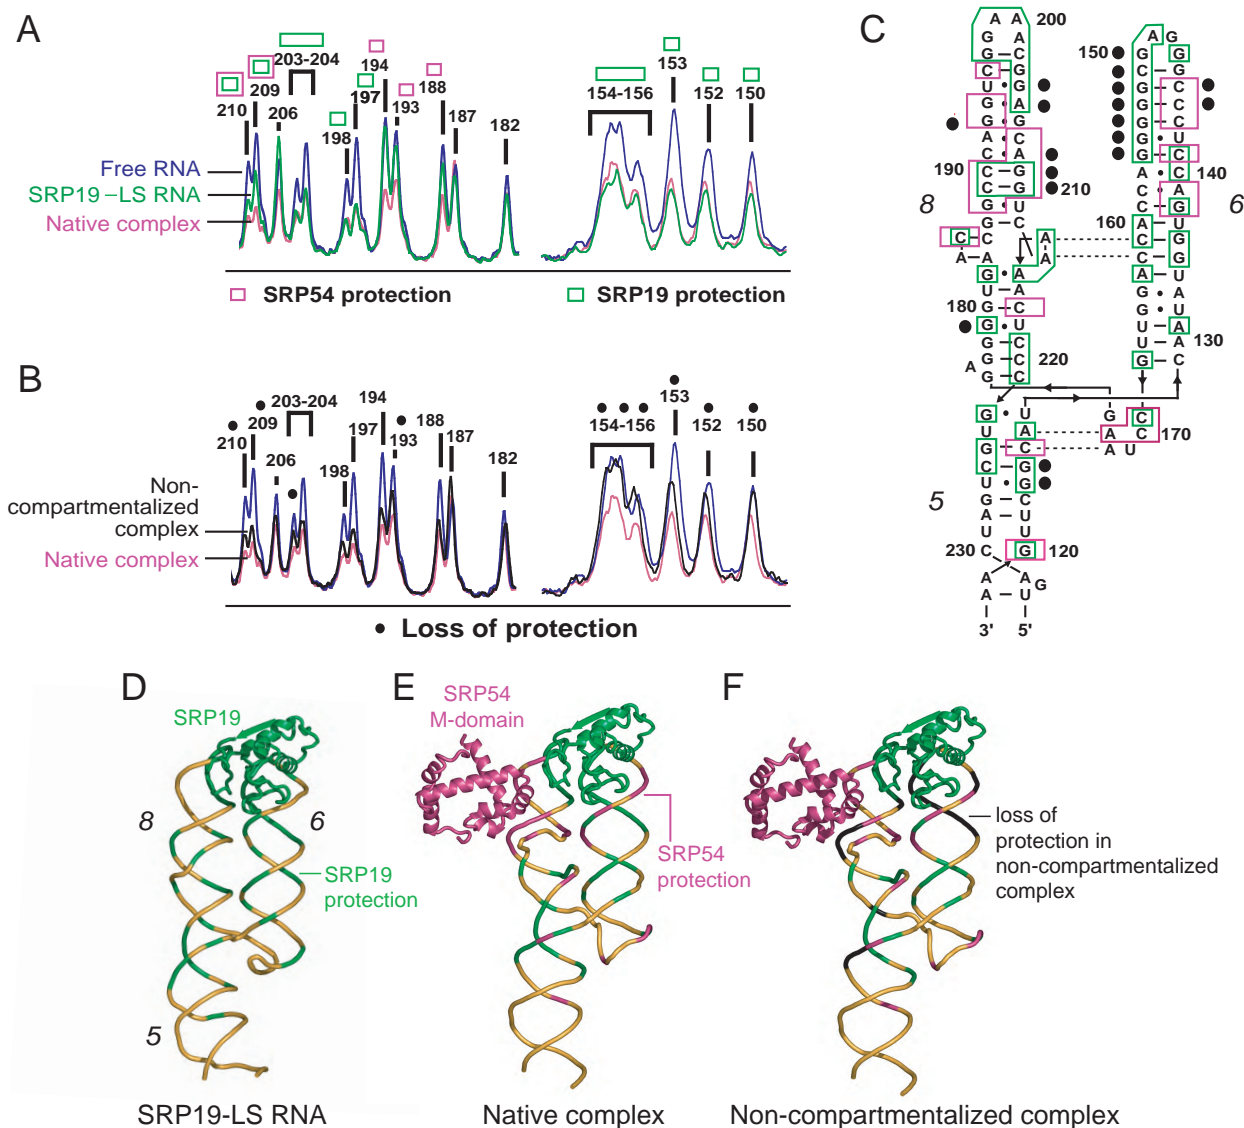 A
203-204
210
209
206
198
197
194
193
188
187
182
154-156
153
152
150
Free RNA
SRP19-LS RNA
Native complex
SRP54 protection
SRP19 protection
B
203-204
210
209
206
198
197
194
193
188
187
182
154-156
153
152
150
Non-
compartmentalized
complex
Native complex
• Loss of protection
C
200
150
190
210
8
140
6
160
180
130
220
170
5
230
120
3'
5'
D
SRP19
8
6
SRP19
protection
5
SRP19-LS RNA
E
SRP54
M-domain
SRP54
protection
Native complex
F
loss of
protection in
non-compartmentalized
complex
Non-compartmentalized complex